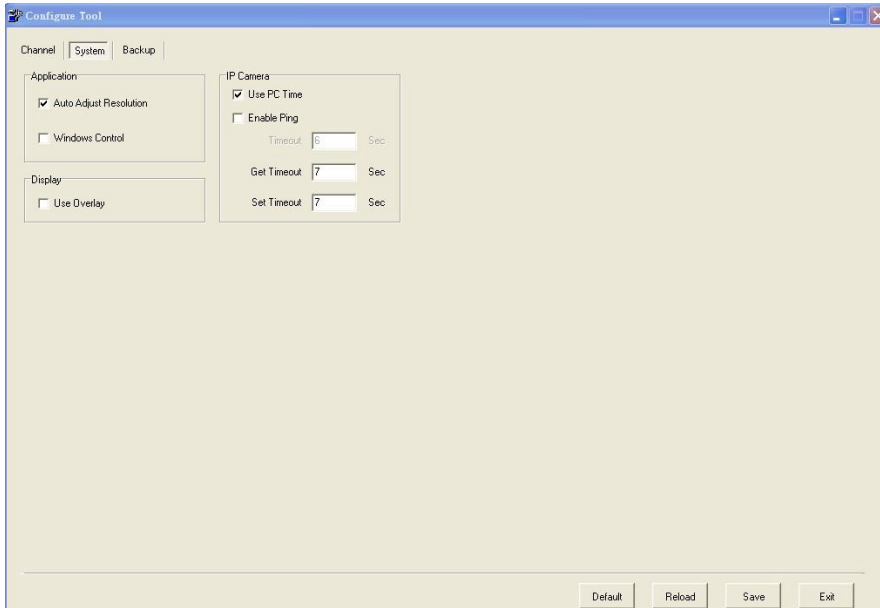 Configure Tool
Channel System Backup
Application
Auto Adjust Resolution
Windows Control
Display
Use Overlay
IP Camera
Use PC Time
Enable Ping
Timeout 6 Sec
Get Timeout 7 Sec
Set Timeout 7 Sec
Default Reload Save Exit